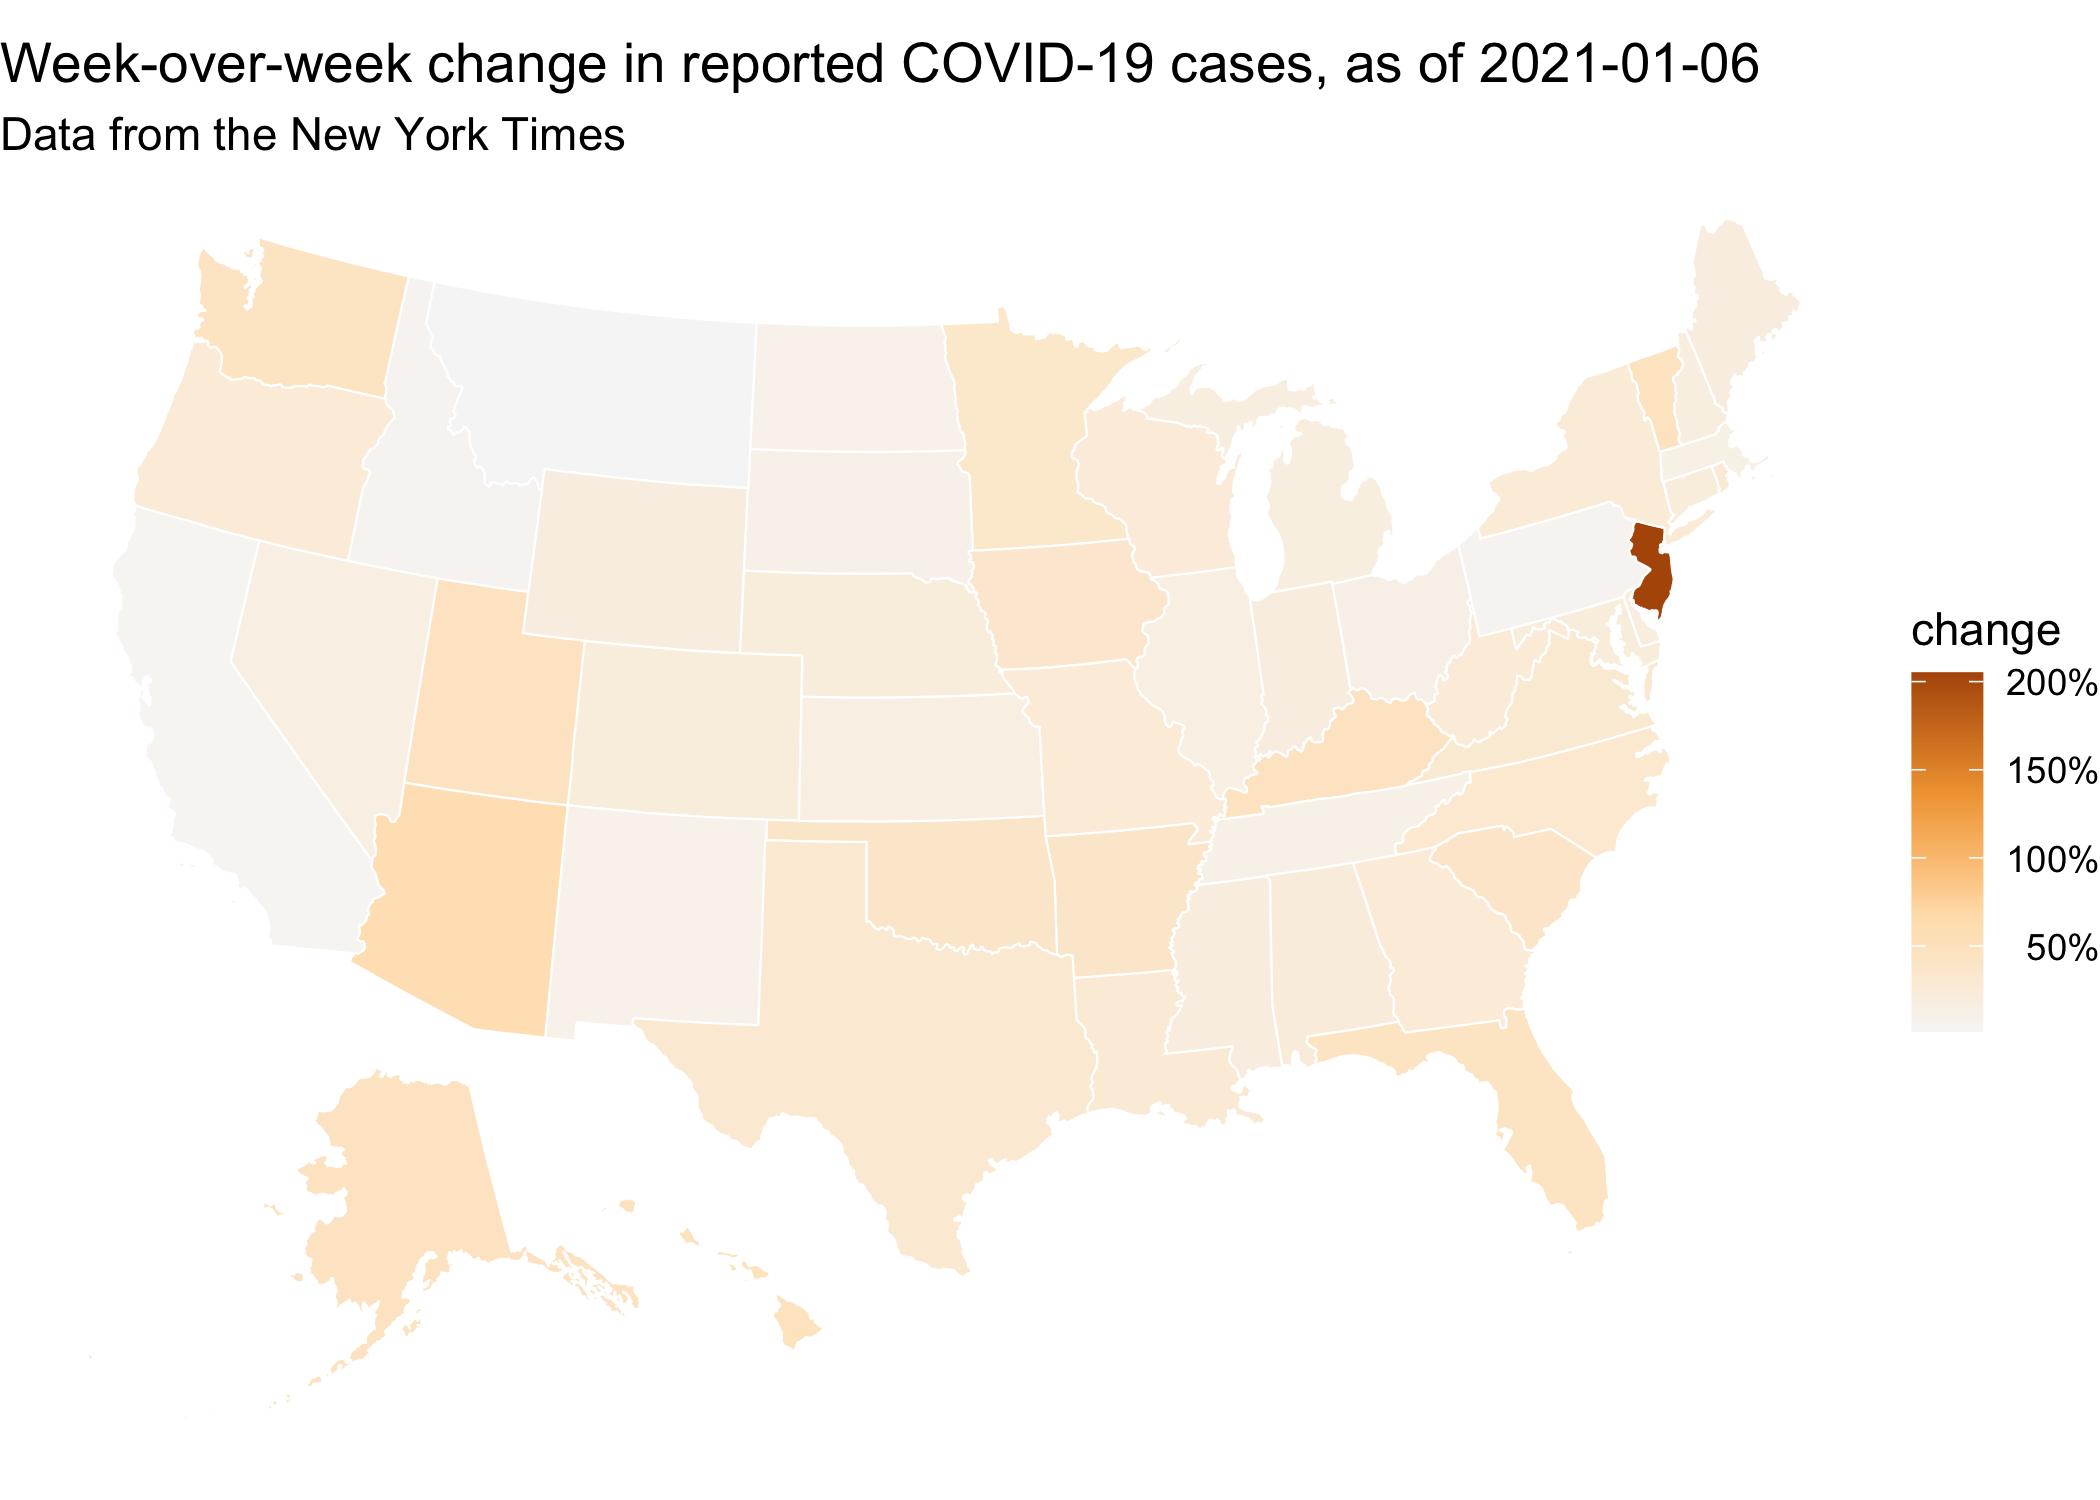 Week-over-week change in reported COVID-19 cases, as of 2021-01-06
Data from the New York Times
change
200%
150%
100%
50%